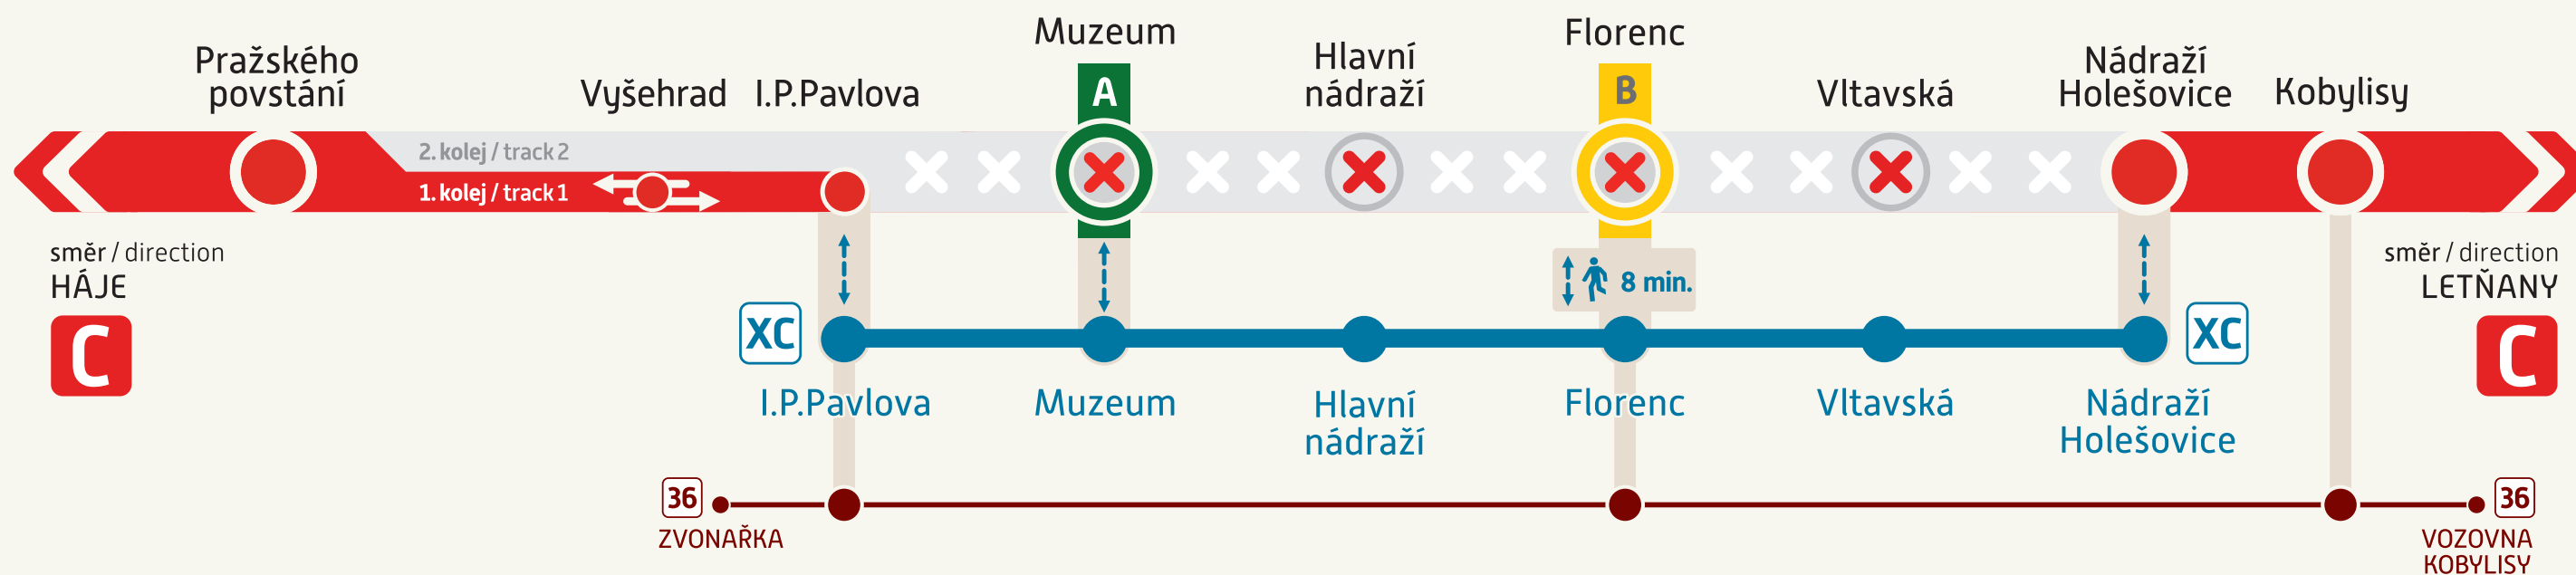 Pražského
povstání
Vyšehrad
I.P.Pavlova
Muzeum
A
Hlavní
nádraží
Florenc
B
Vltavská
Nádraží
Holešovice
Kobylisy
2. kolej / track 2
1. kolej / track 1
směr / direction
HÁJE
C
8 min.
směr / direction
LETŇANY
C
XC
XC
I.P.Pavlova
Muzeum
Hlavní
nádraží
Florenc
Vltavská
Nádraží
Holešovice
36
ZVONAŘKA
36
VOZOVNA
KOBYLISY